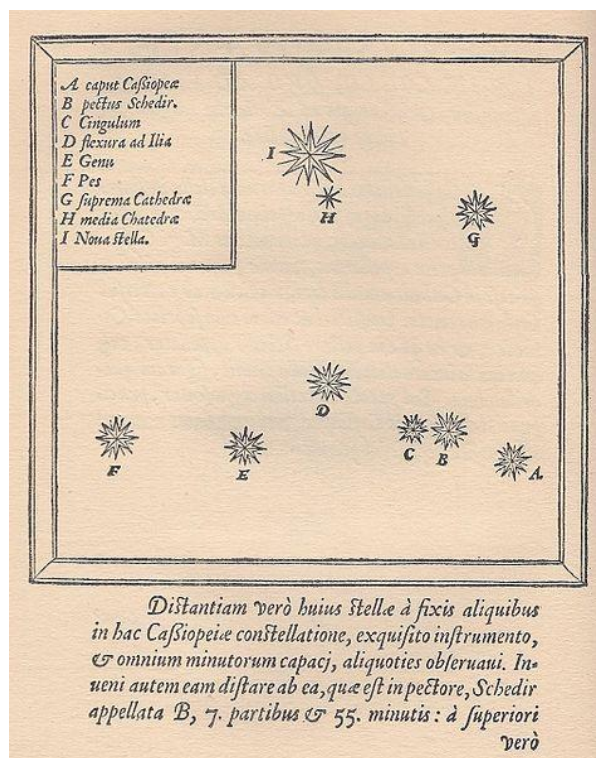 A caput Caſsiopeæ
B pectus Schedir.
C Cingulum
D flexura ad Ilia
E Genu
F Pes
G ſuprema Cathedræ
H media Chatedræ
I Noua ſtella.
I
H
G
D
C
B
A
E
F
Diſtantiam verò huius ſtellæ à fixis aliquibus
in hac Caſsiopeiæ conſtellatione, exquiſito inſtrumento,
& omnium minutorum capacj, aliquoties obſeruaui. In-
ueni autem eam diſtare ab ea, quæ eſt in pectore, Schedir
appellata B, 7. partibus & 55. minutis: à ſuperiori
verò